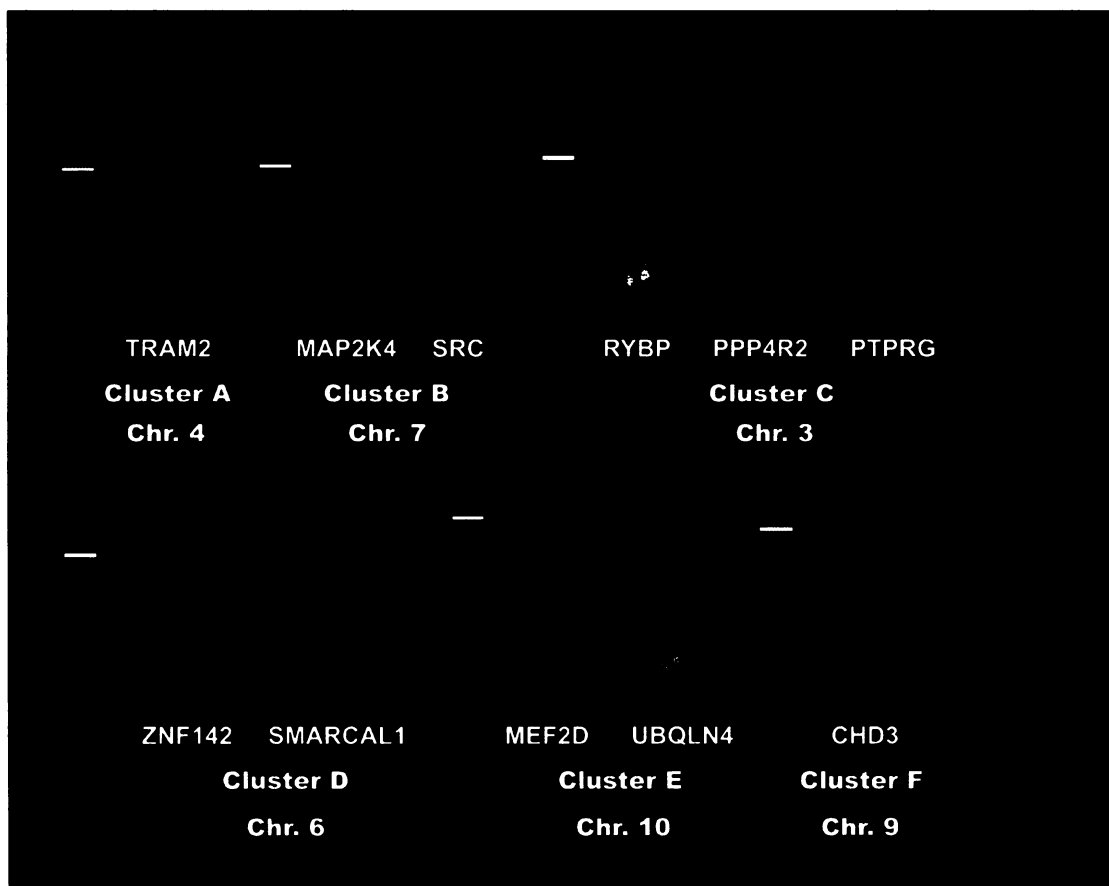 TRAM2 MAP2K4 SRC RYBP PPP4R2 PTPRG
Cluster A Cluster B Cluster C
Chr. 4 Chr. 7 Chr. 3
ZNF142 SMARCAL1 MEF2D UBQLN4 CHD3
Cluster D Cluster E Cluster F
Chr. 6 Chr. 10 Chr. 9